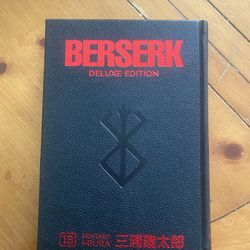 BERSERK
DELUXE EDITION
13 KENTARO MIURA 三浦建太郎